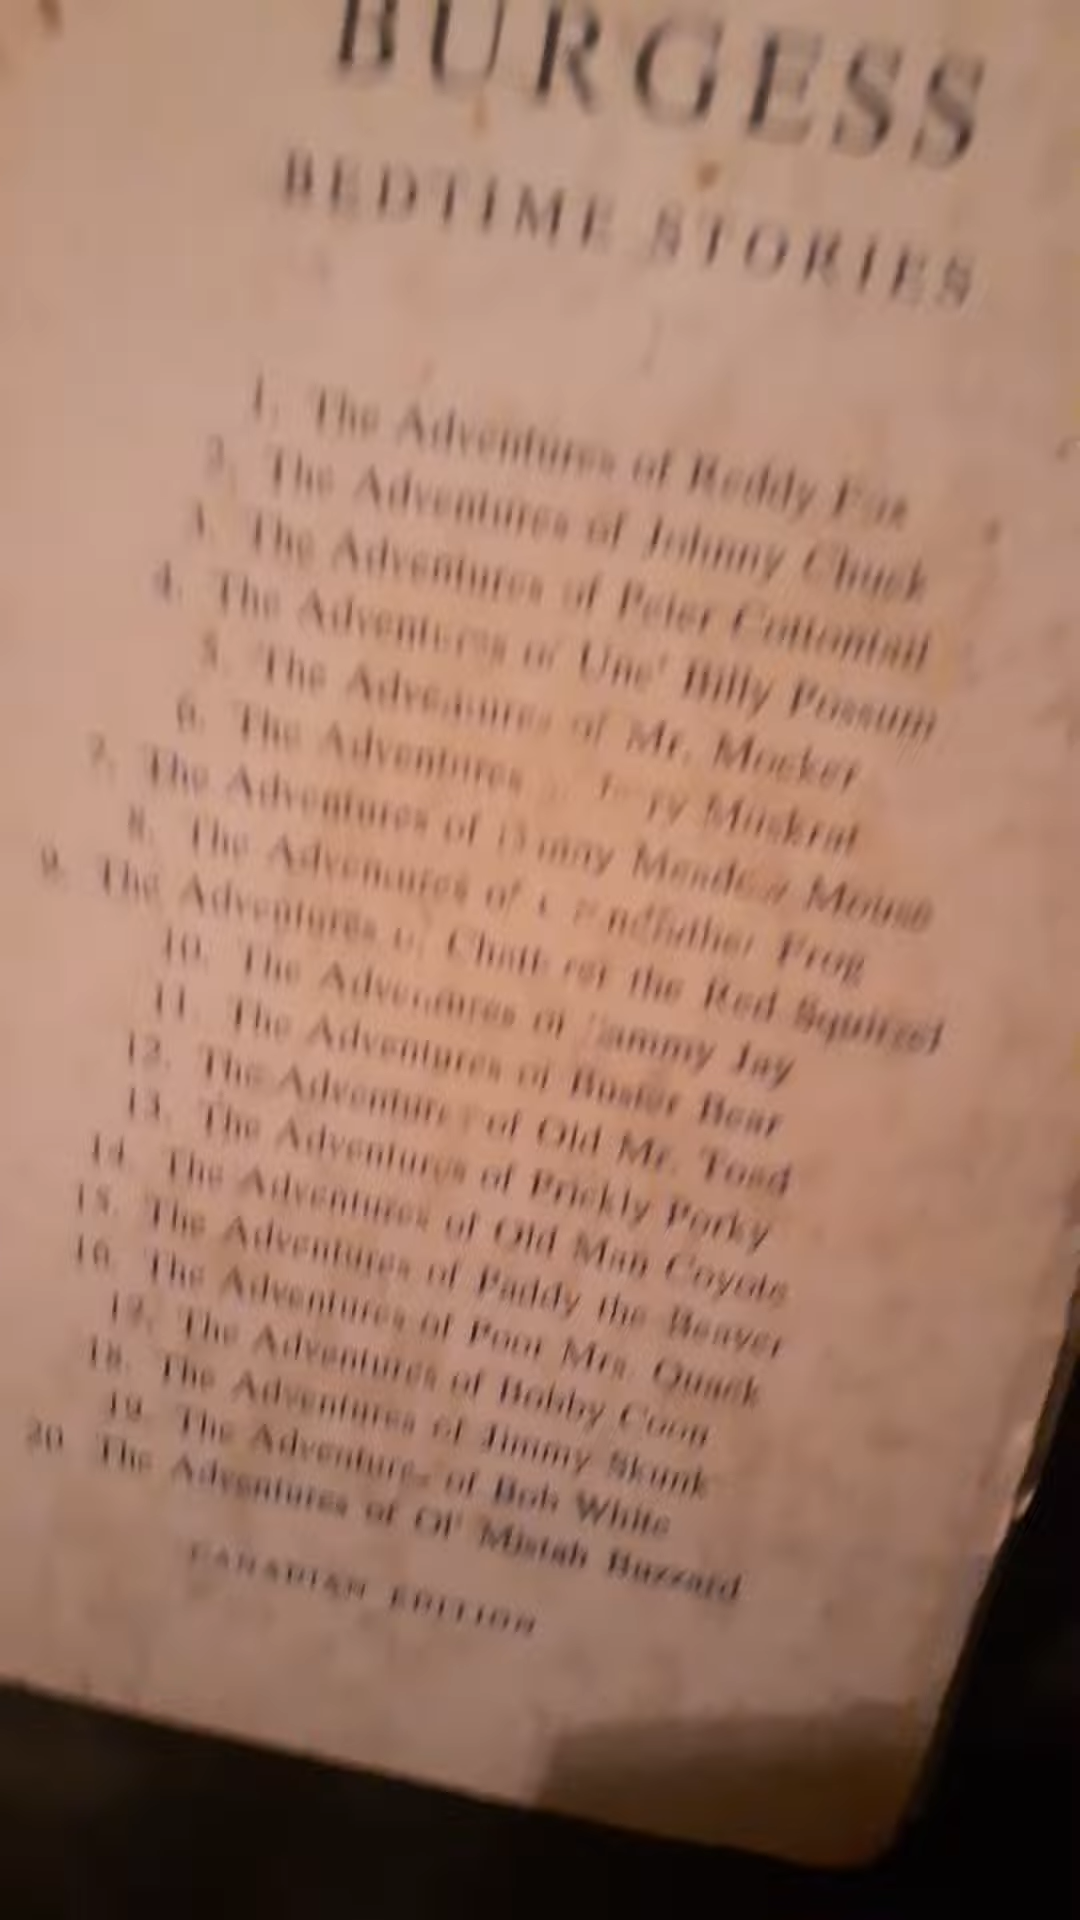 BURGESS
BEDTIME STORIES
1. The Adventures of Reddy Fox
2. The Adventures of Johnny Chuck
3. The Adventures of Peter Cottontail
4. The Adventures of Unc' Billy Possum
5. The Adventures of Mr. Mocker
6. The Adventures Muskrat
7. The Adventures of Danny Meadow Mouse
8. The Adventures of Grandfather Frog
9. The Adventures of Chatterer the Red Squirrel
10. The Adventures of Sammy Jay
11. The Adventures of Buster Bear
12. The Adventures of Old Mr. Toad
13. The Adventures of Prickly Porky
14. The Adventures of Old Man Coyote
15. The Adventures of Paddy the Beaver
16. The Adventures of Poor Mrs. Quack
17. The Adventures of Bobby Coon
18. The Adventures of Jimmy Skunk
19. The Adventures of Bob White
20. The Adventures of Ol' Mistah Buzzard
CANADIAN EDITION